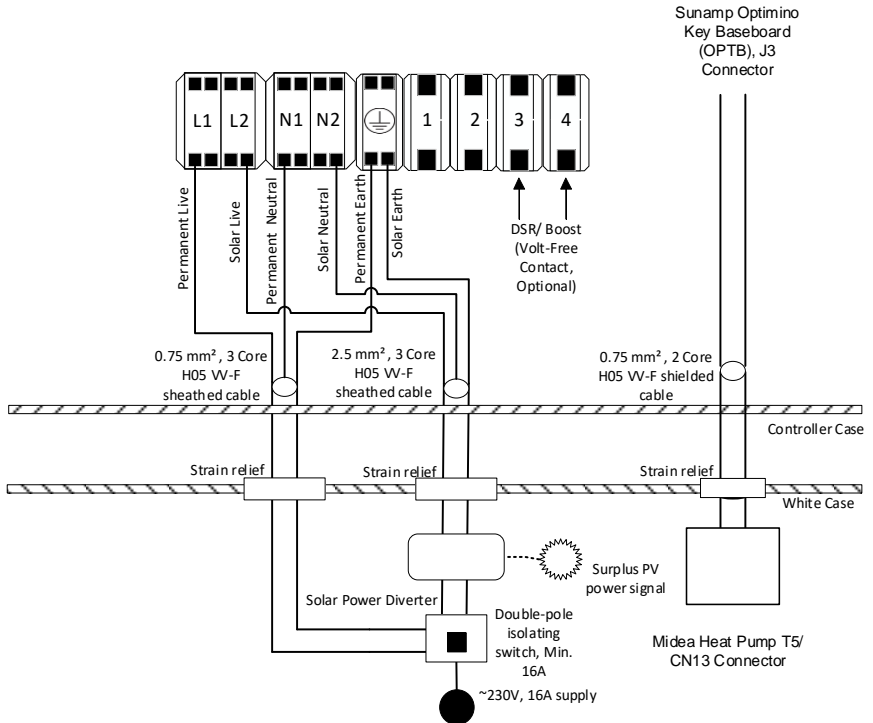 Sunamp Optimino
Key Baseboard
(OPTB), J3
Connector
L1
L2
N1
N2
1
2
3
4
Permanent Live
Solar Live
Permanent Neutral
Solar Neutral
Permanent Earth
Solar Earth
DSR/ Boost
(Volt-Free
Contact,
Optional)
0.75 mm², 3 Core
H05 VV-F
sheathed cable
2.5 mm², 3 Core
H05 VV-F
sheathed cable
0.75 mm², 2 Core
H05 VV-F shielded
cable
Controller Case
Strain relief
Strain relief
Strain relief
White Case
Surplus PV
power signal
Solar Power Diverter
Double-pole
isolating
switch, Min.
16A
Midea Heat Pump T5/
CN13 Connector
~230V, 16A supply